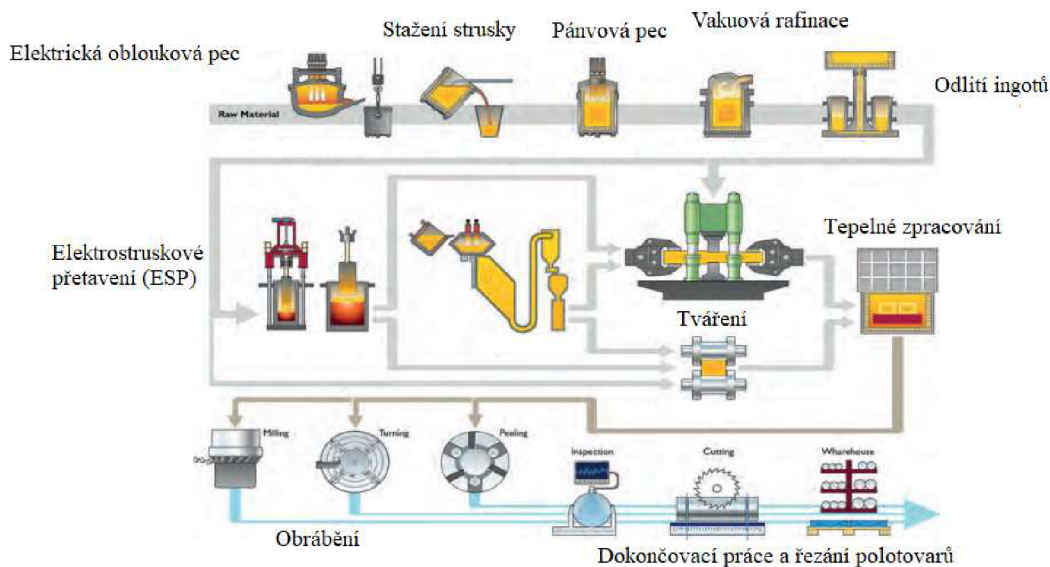 Elektrická oblouková pec
Stažení strusky
Pánvová pec
Vakuová rafinace
Odlití ingotů
Raw Material
Elektrostruskové
přetavení (ESP)
Tepelné zpracování
Tváření
Milling
Turning
Peeling
Inspection
Cutting
Wharehouse
Obrábění
Dokončovací práce a řezání polotovarů